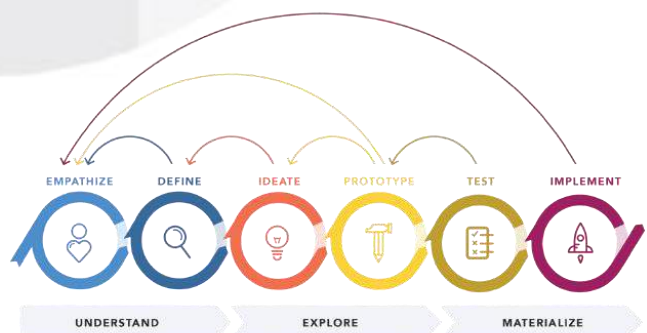 EMPATHIZE DEFINE IDEATE PROTOTYPE TEST IMPLEMENT
UNDERSTAND EXPLORE MATERIALIZE